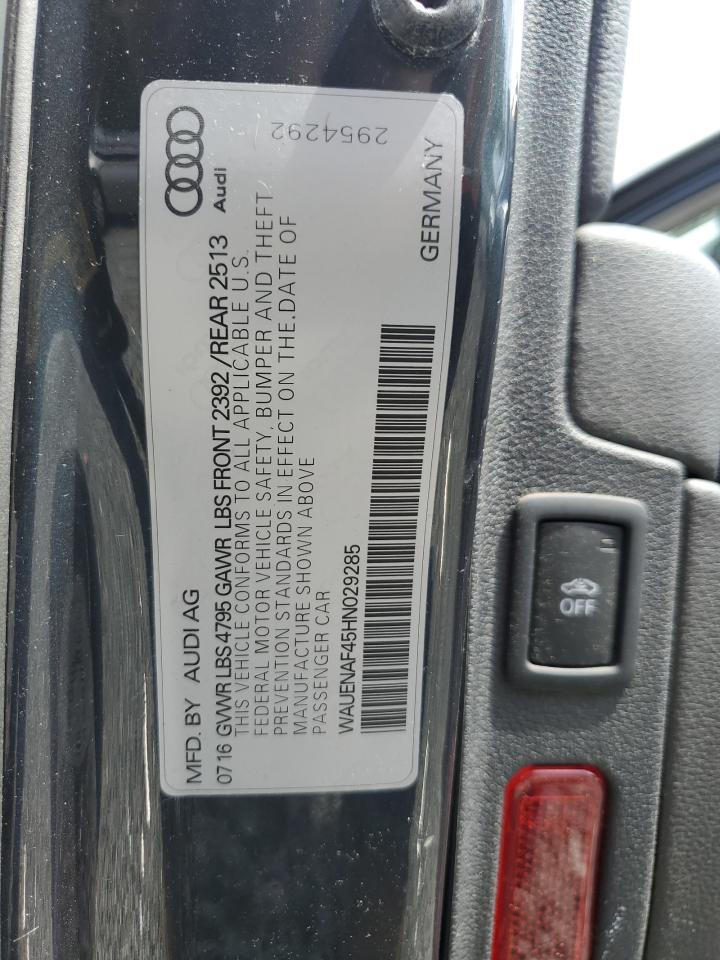 MFD. BY AUDI AG
Audi
0716 GVWR LBS 4795 GAWR LBS FRONT 2392 /REAR 2513
THIS VEHICLE CONFORMS TO ALL APPLICABLE U.S.
FEDERAL MOTOR VEHICLE SAFETY, BUMPER AND THEFT
PREVENTION STANDARDS IN EFFECT ON THE.DATE OF
MANUFACTURE SHOWN ABOVE
PASSENGER CAR
WAUENAF45HN029285
2954292
GERMANY
OFF